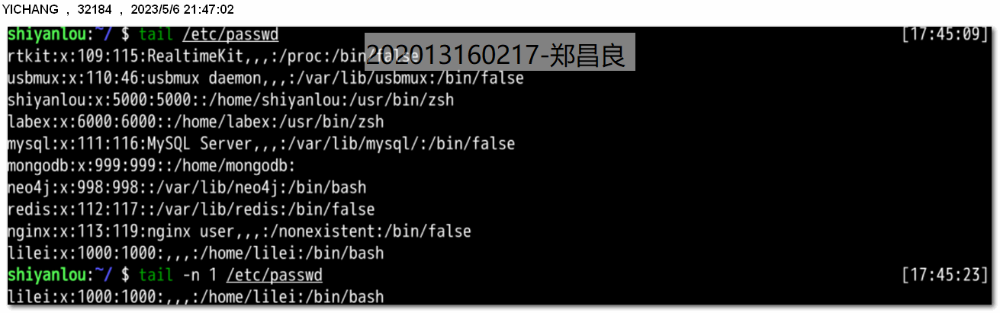 YICHANG , 32184 , 2023/5/6 21:47:02
shiyanlou:~/ $ tail /etc/passwd [17:45:09]
202013160217-郑昌良
rtkit:x:109:115:RealtimeKit,,,:/proc:/bin/false
usbmux:x:110:46:usbmux daemon,,,:/var/lib/usbmux:/bin/false
shiyanlou:x:5000:5000::/home/shiyanlou:/usr/bin/zsh
labex:x:6000:6000::/home/labex:/usr/bin/zsh
mysql:x:111:116:MySQL Server,,,:/var/lib/mysql/:/bin/false
mongodb:x:999:999::/home/mongodb:
neo4j:x:998:998::/var/lib/neo4j:/bin/bash
redis:x:112:117::/var/lib/redis:/bin/false
nginx:x:113:119:nginx user,,,:/nonexistent:/bin/false
lilei:x:1000:1000:,,,:/home/lilei:/bin/bash
shiyanlou:~/ $ tail -n 1 /etc/passwd [17:45:23]
lilei:x:1000:1000:,,,:/home/lilei:/bin/bash